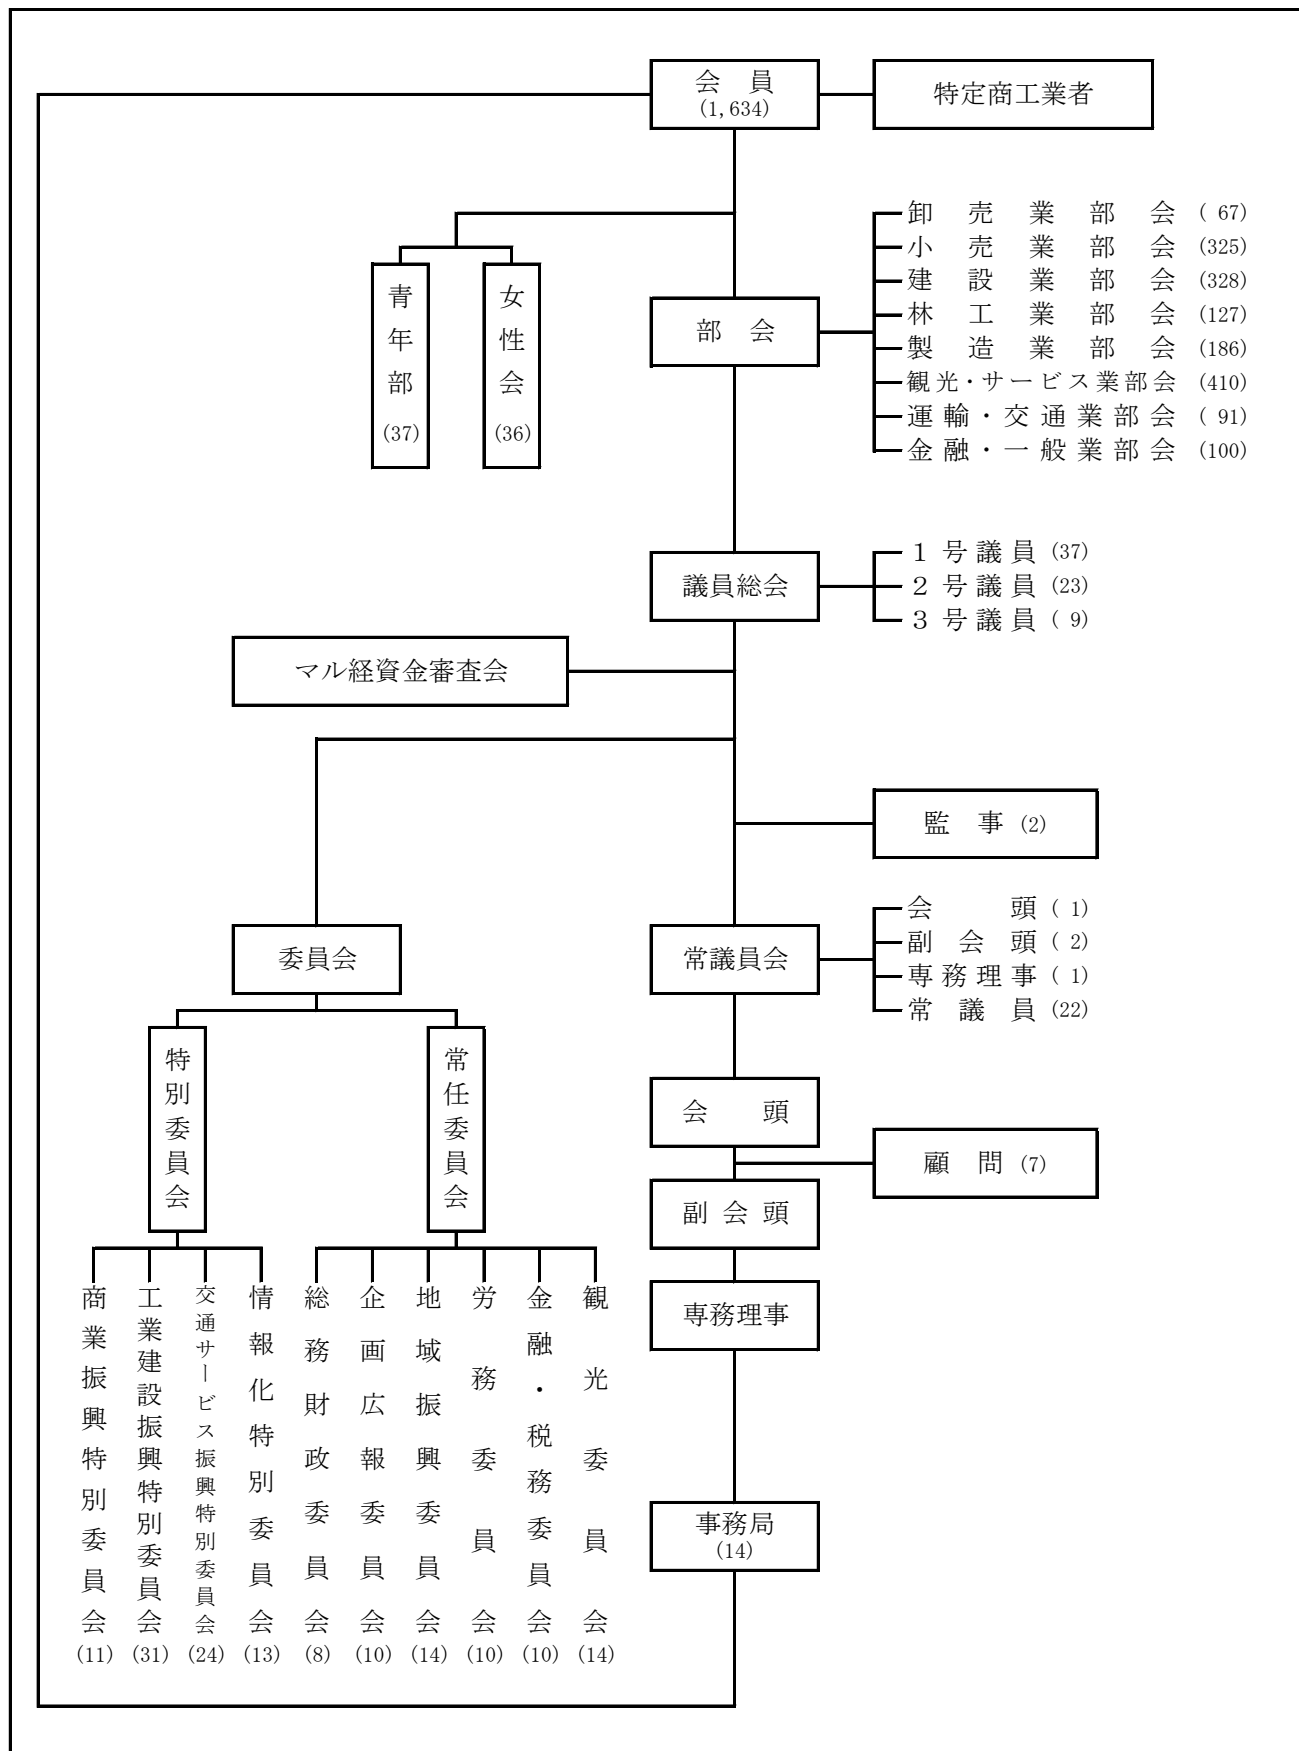 会　員
(1,634)
特定商工業者
卸売業部会 ( 67)
小売業部会 (325)
建設業部会 (328)
林工業部会 (127)
製造業部会 (186)
観光・サービス業部会 (410)
運輸・交通業部会 ( 91)
金融・一般業部会 (100)
青年部
(37)
女性会
(36)
部　会
議員総会
１号議員 (37)
２号議員 (23)
３号議員 ( 9)
マル経資金審査会
監　事 (2)
委員会
常議員会
会　　頭 ( 1)
副会頭 ( 2)
専務理事 ( 1)
常議員 (22)
特別委員会
常任委員会
会　頭
顧　問 (7)
副会頭
専務理事
商業振興特別委員会
(11)
工業建設振興特別委員会
(31)
交通サービス振興特別委員会
(24)
情報化特別委員会
(13)
総務財政委員会
(8)
企画広報委員会
(10)
地域振興委員会
(14)
労務委員会
(10)
金融・税務委員会
(10)
観光委員会
(14)
事務局
(14)